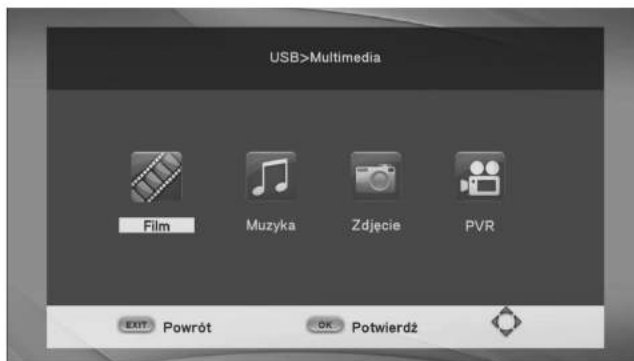 USB>Multimedia
Film Muzyka Zdjęcie PVR
EXIT Powrót OK Potwierdź